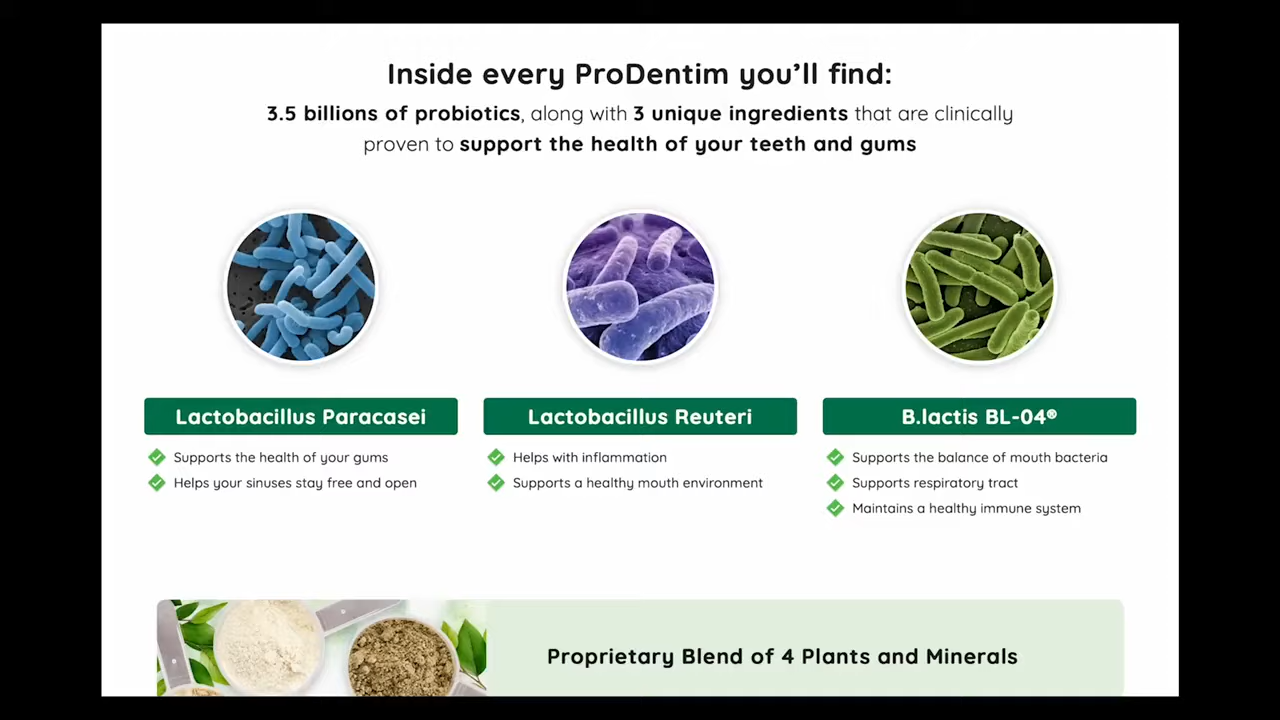 Inside every ProDentim you'll find:
3.5 billions of probiotics, along with 3 unique ingredients that are clinically
proven to support the health of your teeth and gums
Lactobacillus Paracasei
Supports the health of your gums
Helps your sinuses stay free and open
Lactobacillus Reuteri
Helps with inflammation
Supports a healthy mouth environment
B.lactis BL-04®
Supports the balance of mouth bacteria
Supports respiratory tract
Maintains a healthy immune system
Proprietary Blend of 4 Plants and Minerals